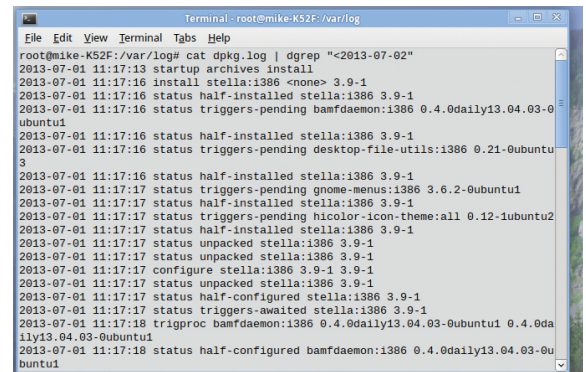 Terminal - root@mike-K52F: /var/log
File Edit View Terminal Tabs Help
root@mike-K52F:/var/log# cat dpkg.log | dgrep "<2013-07-02"
2013-07-01 11:17:13 startup archives install
2013-07-01 11:17:16 install stella:i386 <none> 3.9-1
2013-07-01 11:17:16 status half-installed stella:i386 3.9-1
2013-07-01 11:17:16 status triggers-pending bamfdaemon:i386 0.4.0daily13.04.03-0
ubuntu1
2013-07-01 11:17:16 status half-installed stella:i386 3.9-1
2013-07-01 11:17:16 status triggers-pending desktop-file-utils:i386 0.21-0ubuntu
3
2013-07-01 11:17:16 status half-installed stella:i386 3.9-1
2013-07-01 11:17:17 status triggers-pending gnome-menus:i386 3.6.2-0ubuntu1
2013-07-01 11:17:17 status half-installed stella:i386 3.9-1
2013-07-01 11:17:17 status triggers-pending hicolor-icon-theme:all 0.12-1ubuntu2
2013-07-01 11:17:17 status half-installed stella:i386 3.9-1
2013-07-01 11:17:17 status unpacked stella:i386 3.9-1
2013-07-01 11:17:17 status unpacked stella:i386 3.9-1
2013-07-01 11:17:17 configure stella:i386 3.9-1 3.9-1
2013-07-01 11:17:17 status unpacked stella:i386 3.9-1
2013-07-01 11:17:17 status half-configured stella:i386 3.9-1
2013-07-01 11:17:17 status triggers-awaited stella:i386 3.9-1
2013-07-01 11:17:18 trigproc bamfdaemon:i386 0.4.0daily13.04.03-0ubuntu1 0.4.0da
ily13.04.03-0ubuntu1
2013-07-01 11:17:18 status half-configured bamfdaemon:i386 0.4.0daily13.04.03-0u
buntu1